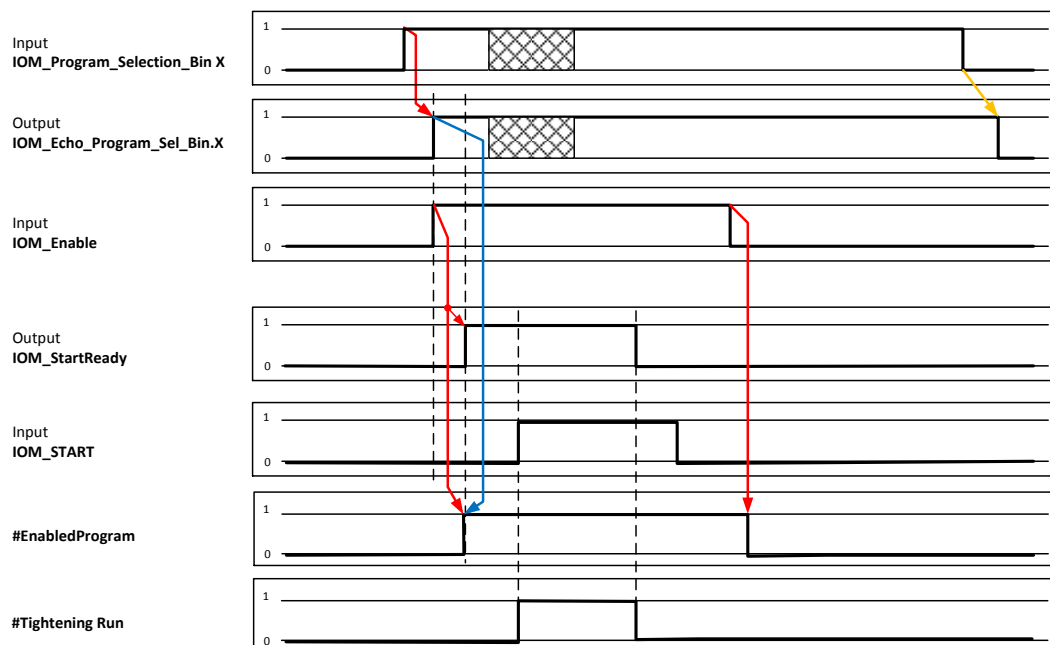 1
Input
IOM_Program_Selection_Bin X
0
1
Output
IOM_Echo_Program_Sel_Bin.X
0
1
Input
IOM_Enable
0
1
Output
IOM_StartReady
0
1
Input
IOM_START
0
1
#EnabledProgram
0
1
#Tightening Run
0